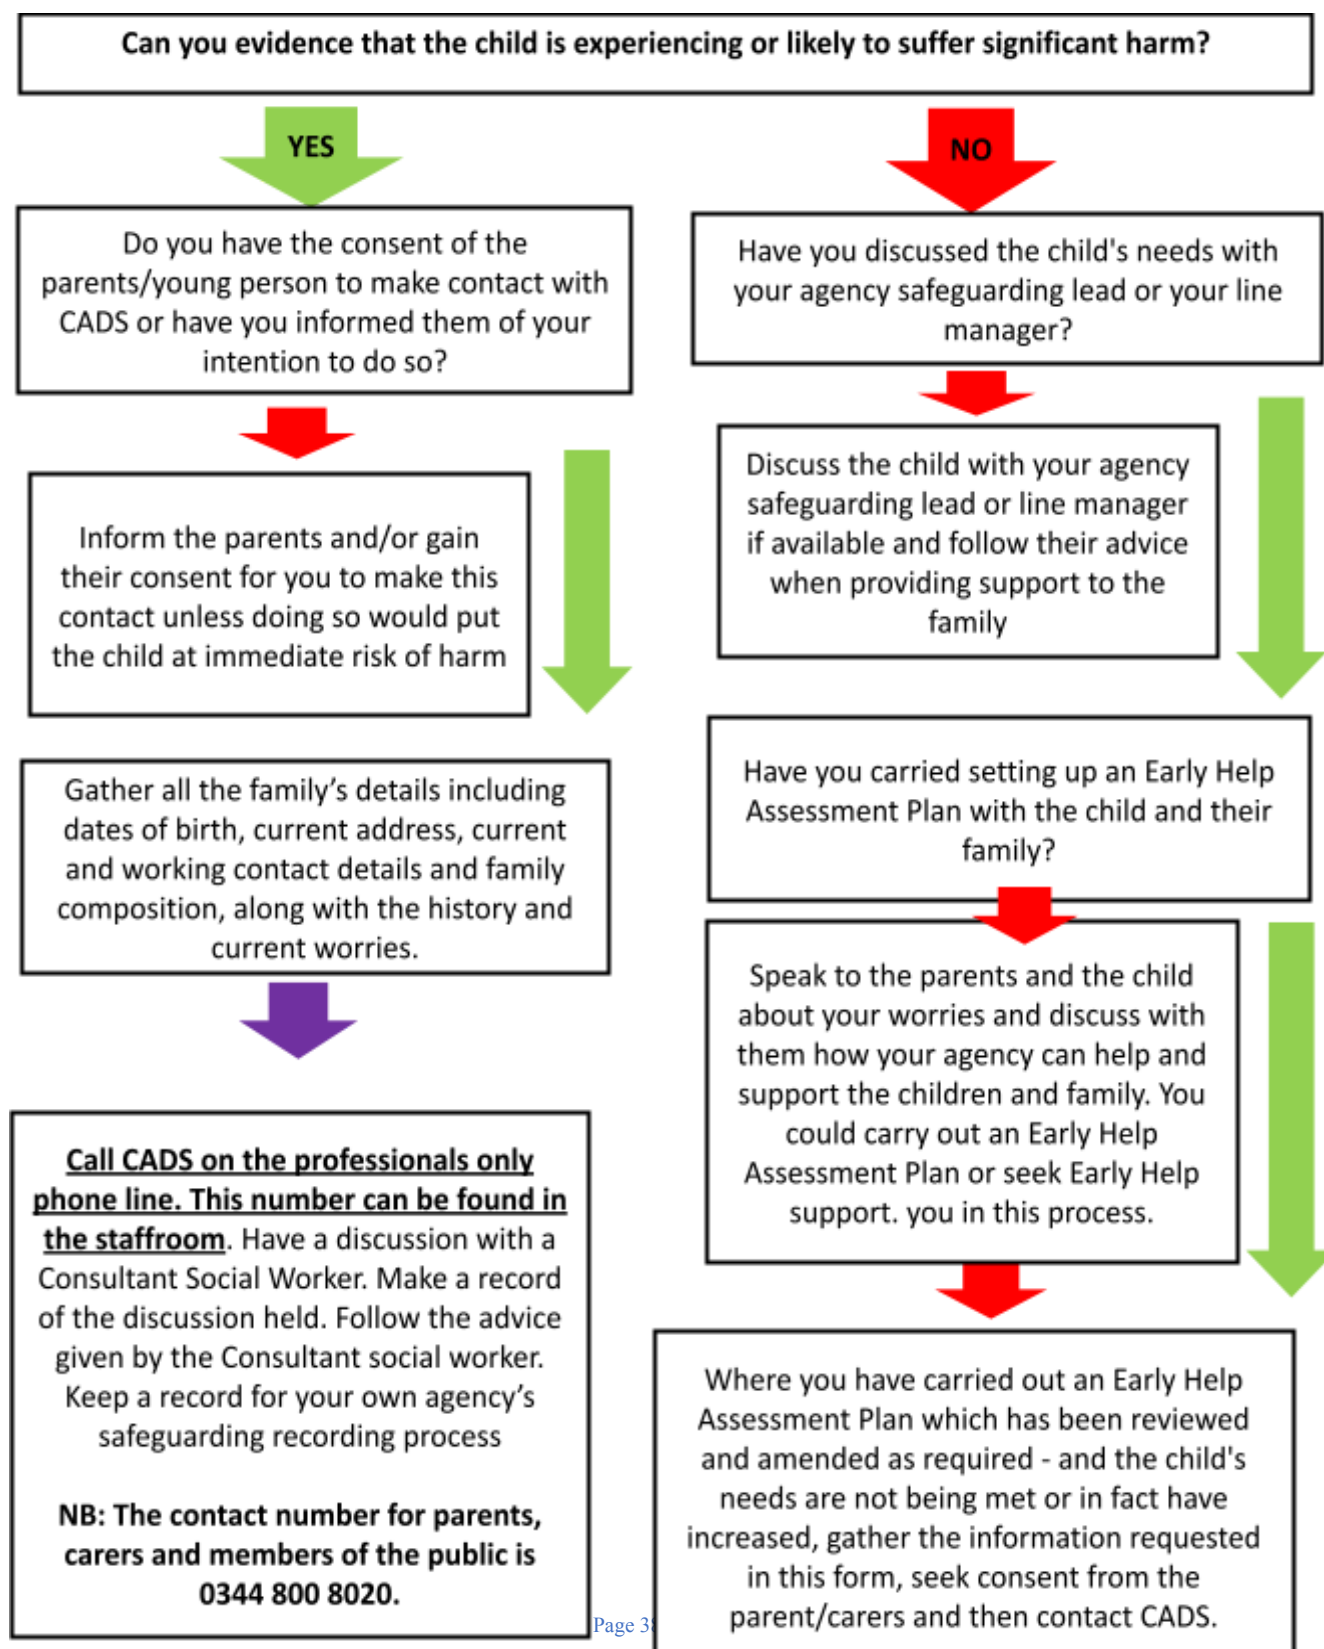 Can you evidence that the child is experiencing or likely to suffer significant harm?
YES
NO
Do you have the consent of the
parents/young person to make contact with
CADS or have you informed them of your
intention to do so?
Inform the parents and/or gain
their consent for you to make this
contact unless doing so would put
the child at immediate risk of harm
Gather all the family’s details including
dates of birth, current address, current
and working contact details and family
composition, along with the history and
current worries.
Call CADS on the professionals only
phone line. This number can be found in
the staffroom. Have a discussion with a
Consultant Social Worker. Make a record
of the discussion held. Follow the advice
given by the Consultant social worker.
Keep a record for your own agency’s
safeguarding recording process
NB: The contact number for parents,
carers and members of the public is
0344 800 8020.
Have you discussed the child's needs with
your agency safeguarding lead or your line
manager?
Discuss the child with your agency
safeguarding lead or line manager
if available and follow their advice
when providing support to the
family
Have you carried setting up an Early Help
Assessment Plan with the child and their
family?
Speak to the parents and the child
about your worries and discuss with
them how your agency can help and
support the children and family. You
could carry out an Early Help
Assessment Plan or seek Early Help
support. you in this process.
Where you have carried out an Early Help
Assessment Plan which has been reviewed
and amended as required - and the child's
needs are not being met or in fact have
increased, gather the information requested
in this form, seek consent from the
parent/carers and then contact CADS.
Page